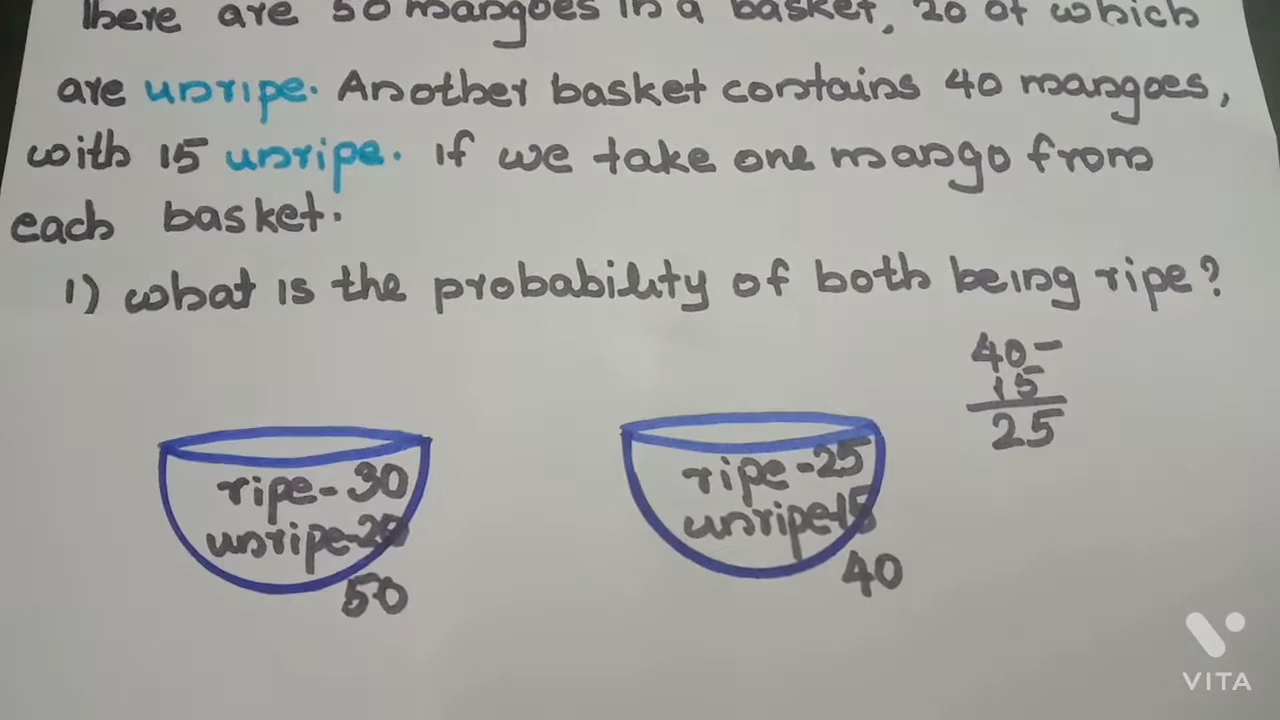 There are 50 mangoes in a basket, 20 of which
are unripe. Another basket contains 40 mangoes,
with 15 unripe. If we take one mango from
each basket.
1) what is the probability of both being ripe?
40-
15
25
ripe-30
unripe-20
50
ripe-25
unripe-15
40
VITA